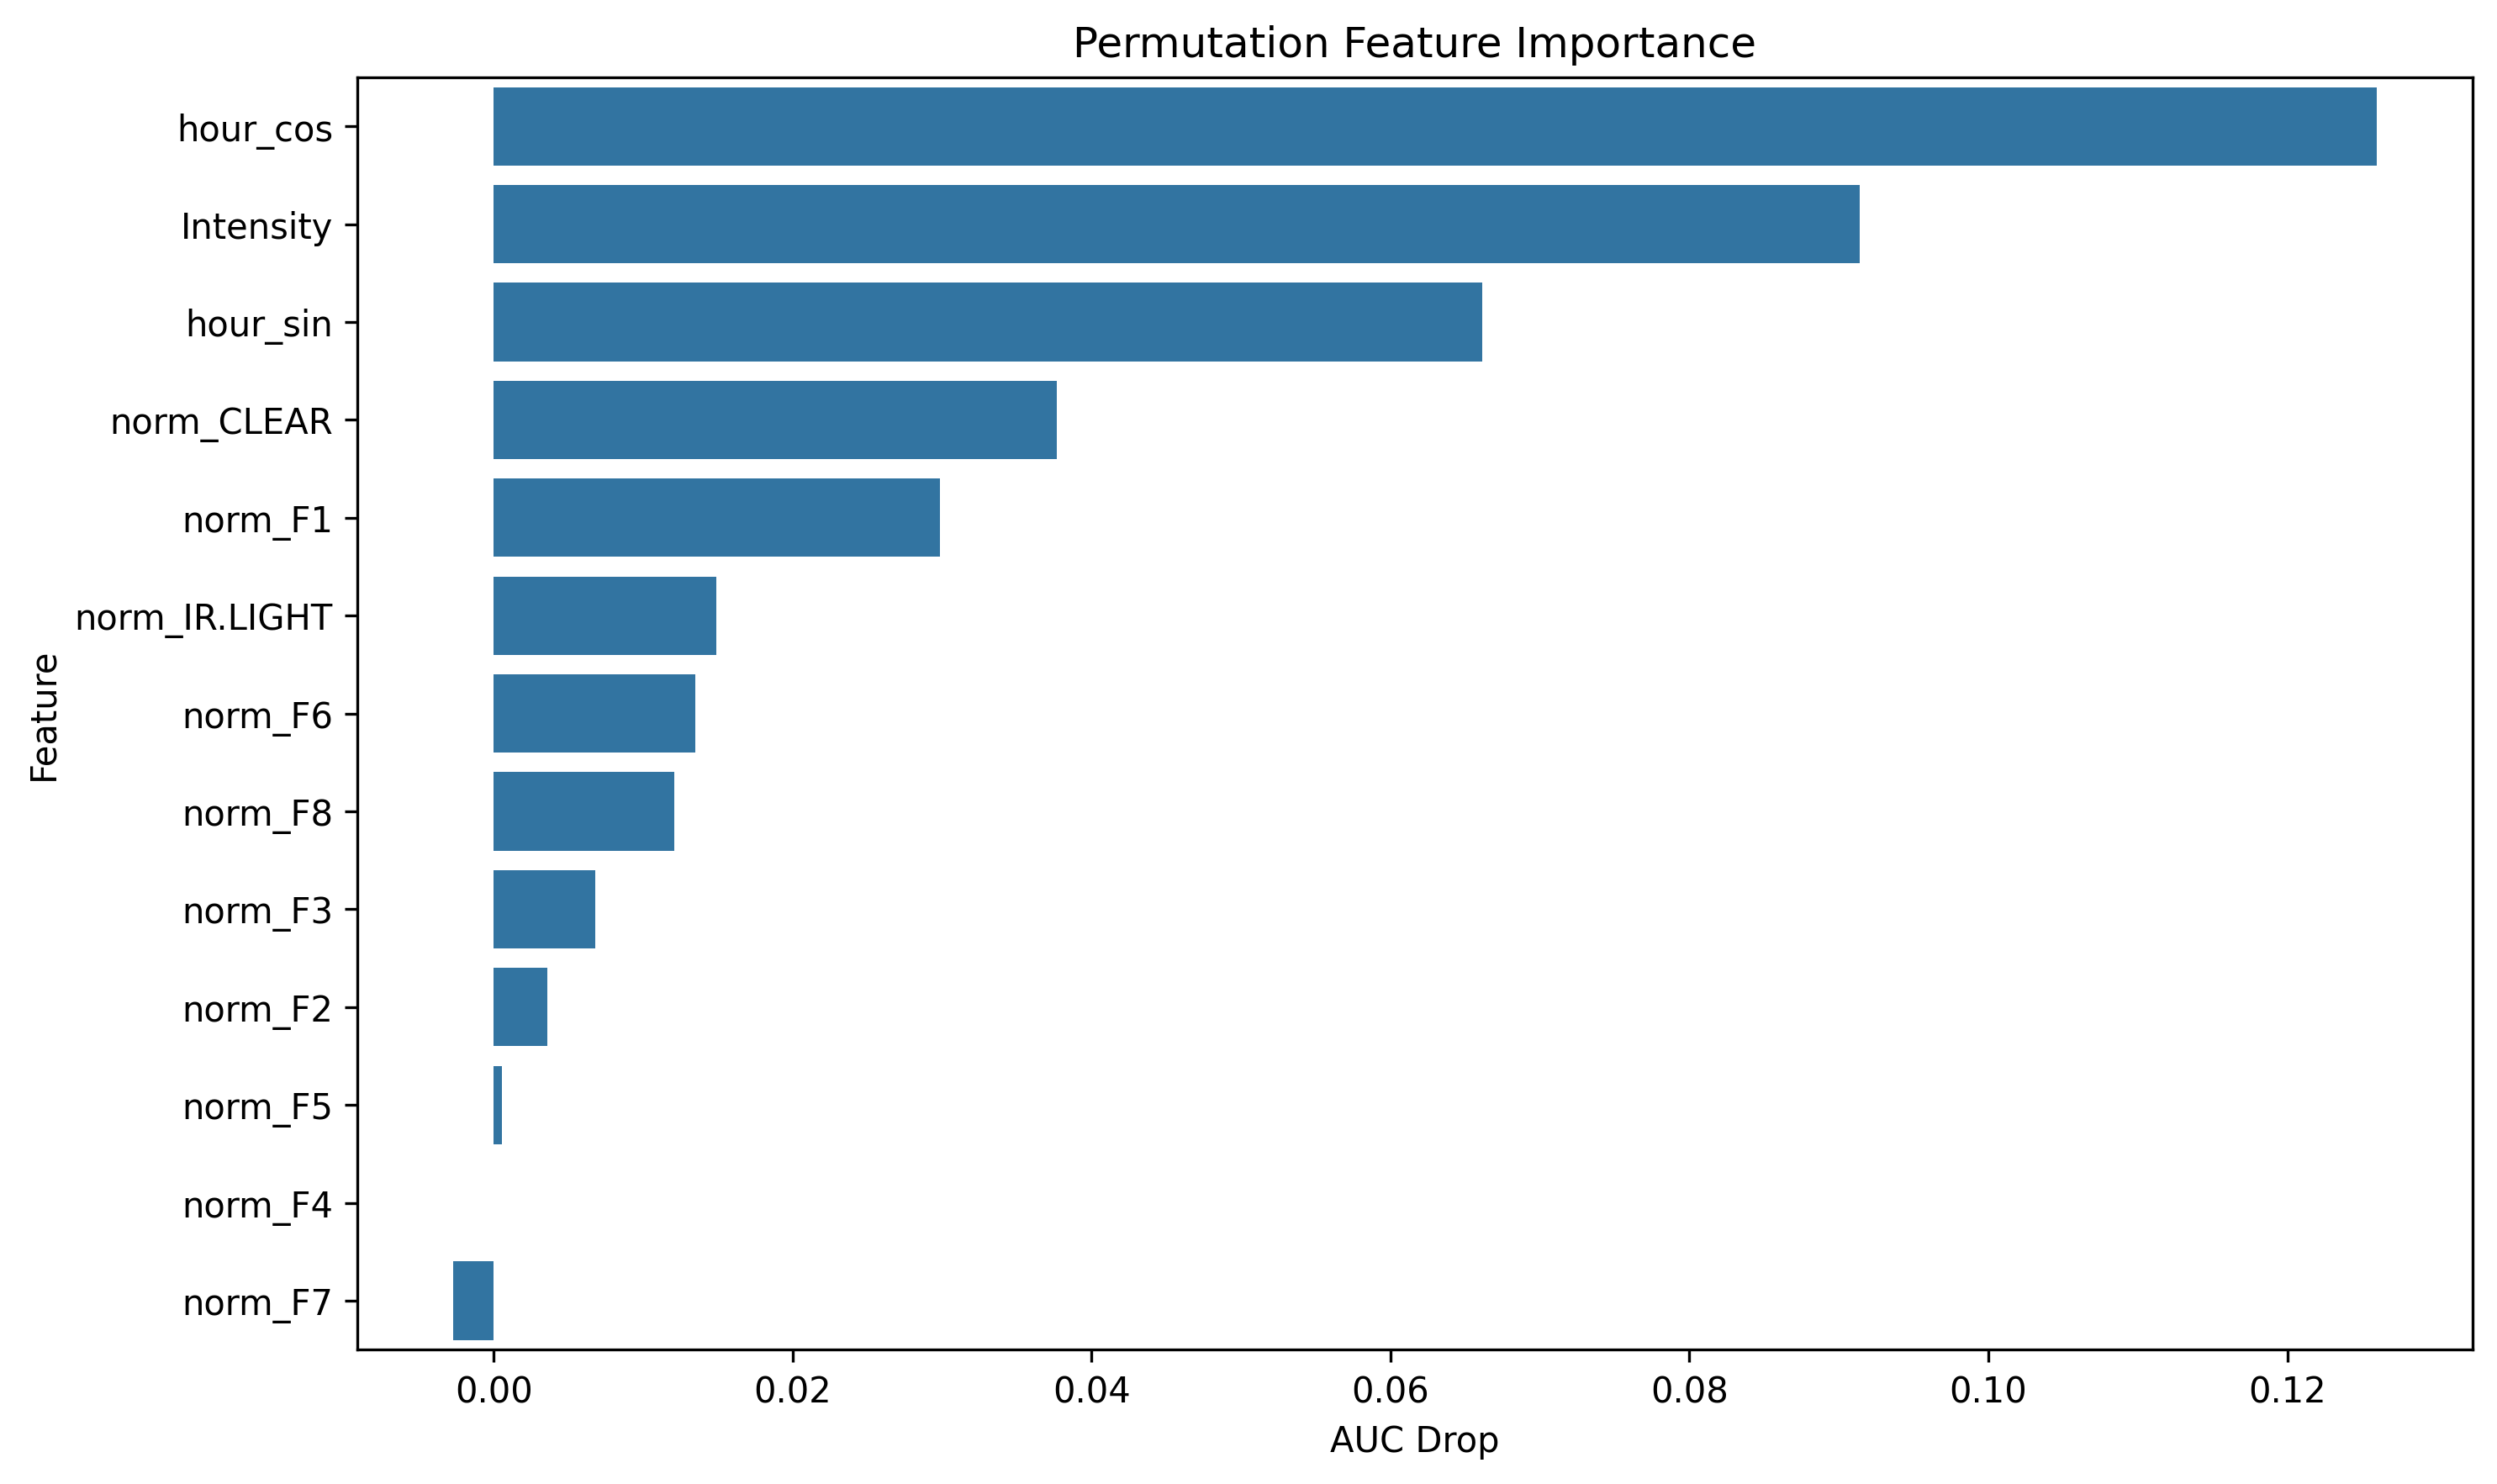 Permutation Feature Importance
hour_cos
Intensity
hour_sin
norm_CLEAR
norm_F1
norm_IR.LIGHT
norm_F6
norm_F8
norm_F3
norm_F2
norm_F5
norm_F4
norm_F7
Feature
0.00 0.02 0.04 0.06 0.08 0.10 0.12
AUC Drop